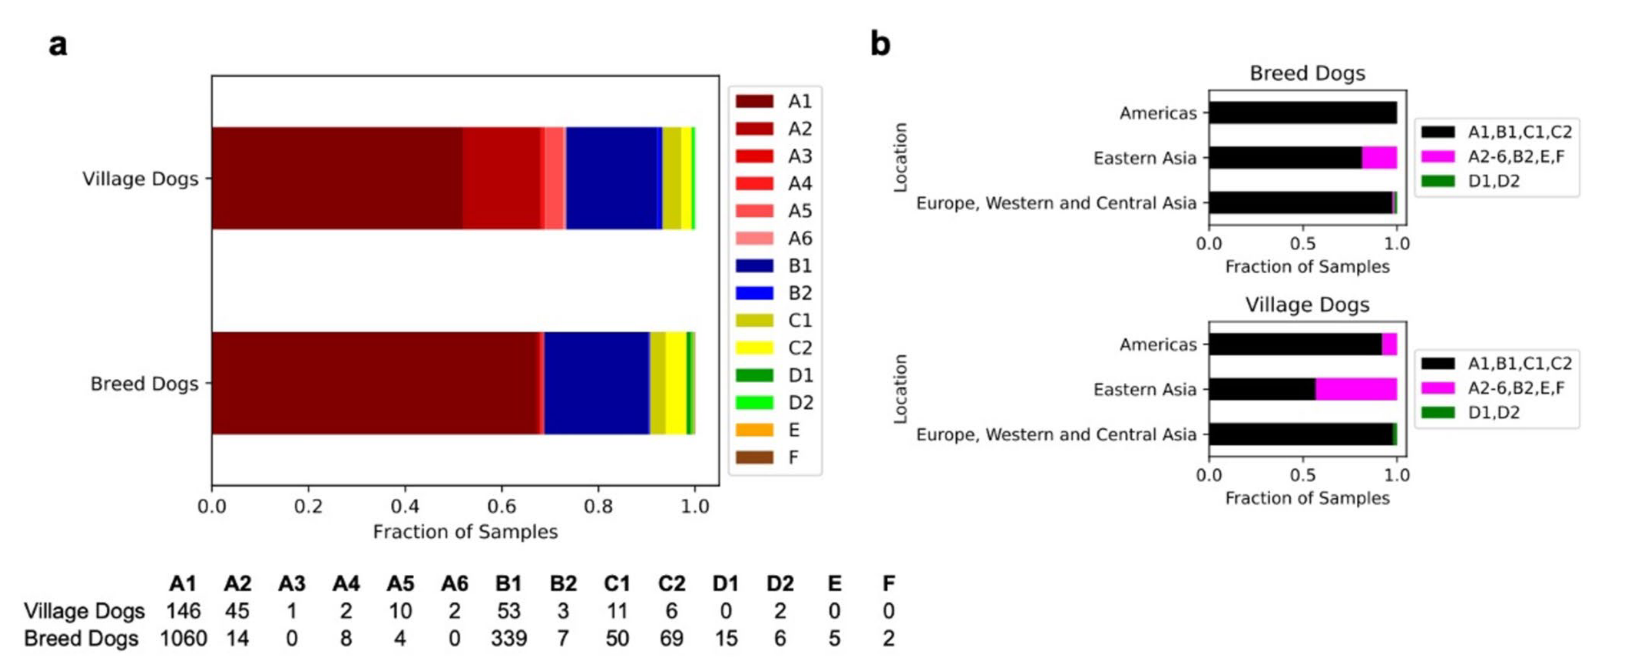 a
Village Dogs
Breed Dogs
0.0 0.2 0.4 0.6 0.8 1.0
Fraction of Samples
A1
A2
A3
A4
A5
A6
B1
B2
C1
C2
D1
D2
E
F
A1 A2 A3 A4 A5 A6 B1 B2 C1 C2 D1 D2 E F
Village Dogs 146 45 1 2 10 2 53 3 11 6 0 2 0 0
Breed Dogs 1060 14 0 8 4 0 339 7 50 69 15 6 5 2
b
Breed Dogs
Location
Americas
Eastern Asia
Europe, Western and Central Asia
0.0 0.5 1.0
Fraction of Samples
A1,B1,C1,C2
A2-6,B2,E,F
D1,D2
Village Dogs
Location
Americas
Eastern Asia
Europe, Western and Central Asia
0.0 0.5 1.0
Fraction of Samples
A1,B1,C1,C2
A2-6,B2,E,F
D1,D2